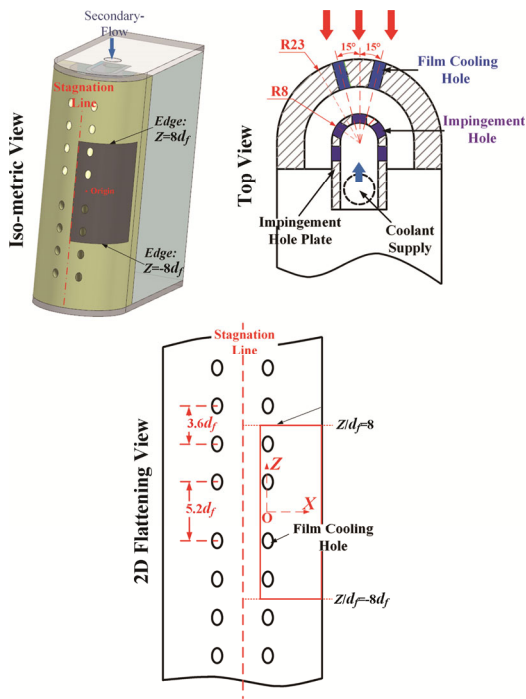 Secondary-
Flow
Stagnation
Line
Edge:
Z=8df
Origin
Edge:
Z=-8df
Iso-metric View
R23
15°
15°
R8
Film Cooling
Hole
Impingement
Hole
Impingement
Hole Plate
Coolant
Supply
Top View
Stagnation
Line
3.6df
Z/df=8
Z
5.2df
O
X
Film Cooling
Hole
Z/df=-8df
2D Flattening View